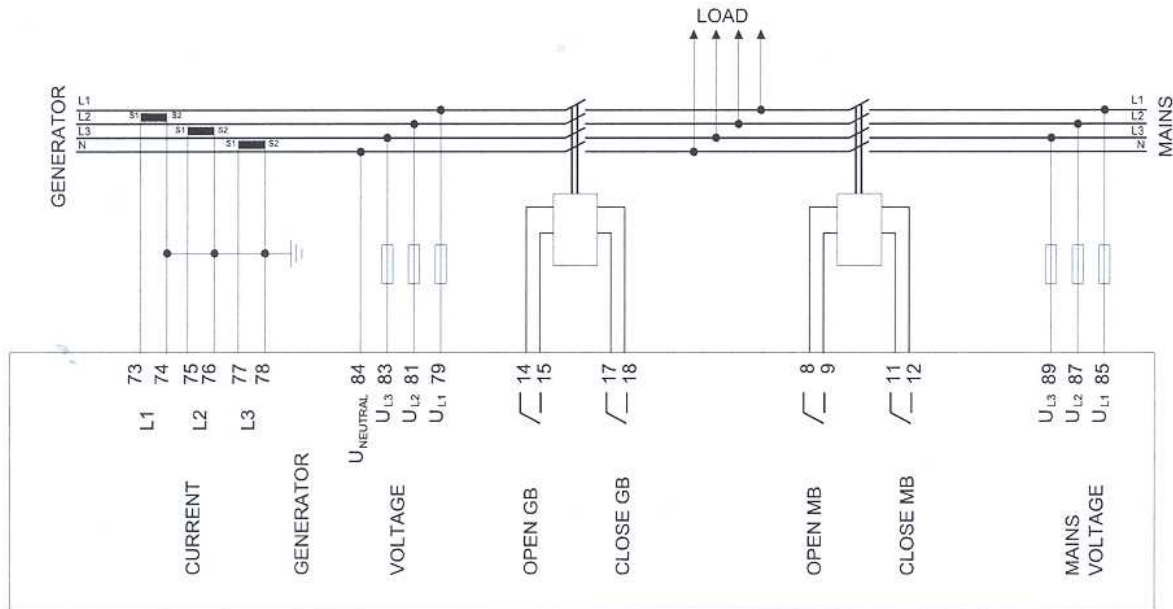 LOAD
GENERATOR
L1
L2
L3
N
S1 S2
S1 S2
S1 S2
L1
L2
L3
N
MAINS
73 74 75 76 77 78 84 83 81 79 14 15 17 18 8 9 11 12 89 87 85
L1 L2 L3 UNEUTRAL UL3 UL2 UL1 UL3 UL2 UL1
CURRENT
GENERATOR
VOLTAGE
OPEN GB
CLOSE GB
OPEN MB
CLOSE MB
MAINS
VOLTAGE